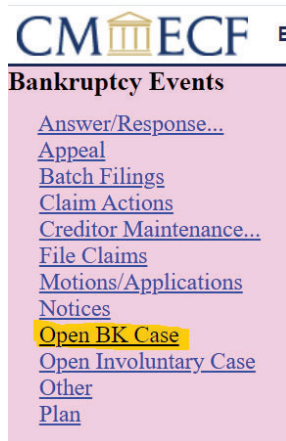 CM ECF E
Bankruptcy Events
Answer/Response...
Appeal
Batch Filings
Claim Actions
Creditor Maintenance...
File Claims
Motions/Applications
Notices
Open BK Case
Open Involuntary Case
Other
Plan